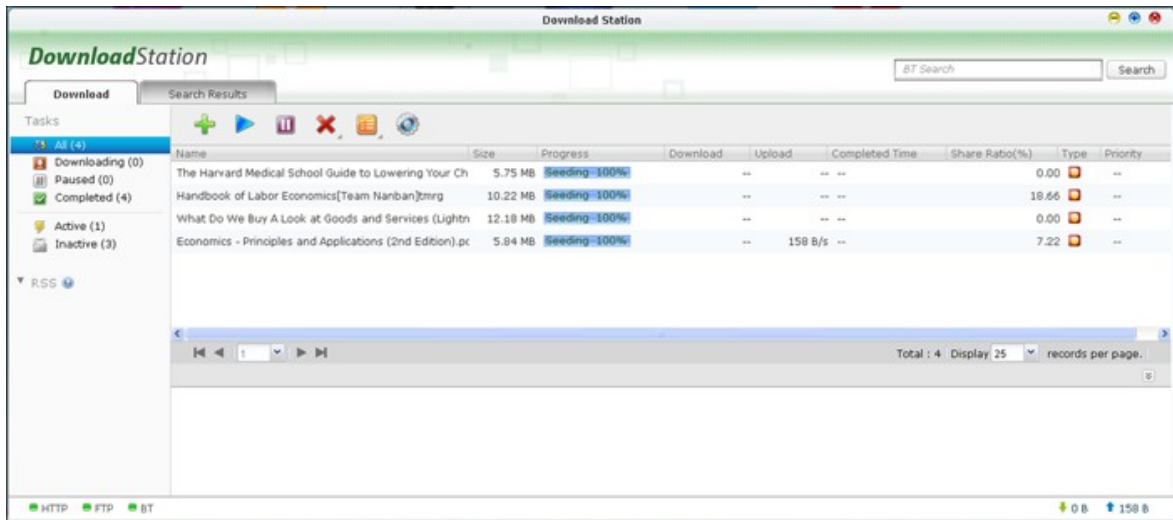 Download Station
DownloadStation
BT Search
Search
Download
Search Results
Tasks
All (4)
Downloading (0)
Paused (0)
Completed (4)
Active (1)
Inactive (3)
RSS
Name Size Progress Download Upload Completed Time Share Ratio(%) Type Priority
The Harvard Medical School Guide to Lowering Your Ch 5.75 MB Seeding 100% -- -- -- 0.00 --
Handbook of Labor Economics[Team Nanban]tmrg 10.22 MB Seeding 100% -- -- -- 18.66 --
What Do We Buy A Look at Goods and Services (Lightn 12.18 MB Seeding 100% -- -- -- 0.00 --
Economics - Principles and Applications (2nd Edition).pc 5.84 MB Seeding 100% -- 158 B/s -- 7.22 --
1
Total : 4 Display 25 records per page.
HTTP FTP BT
0 B 158 B